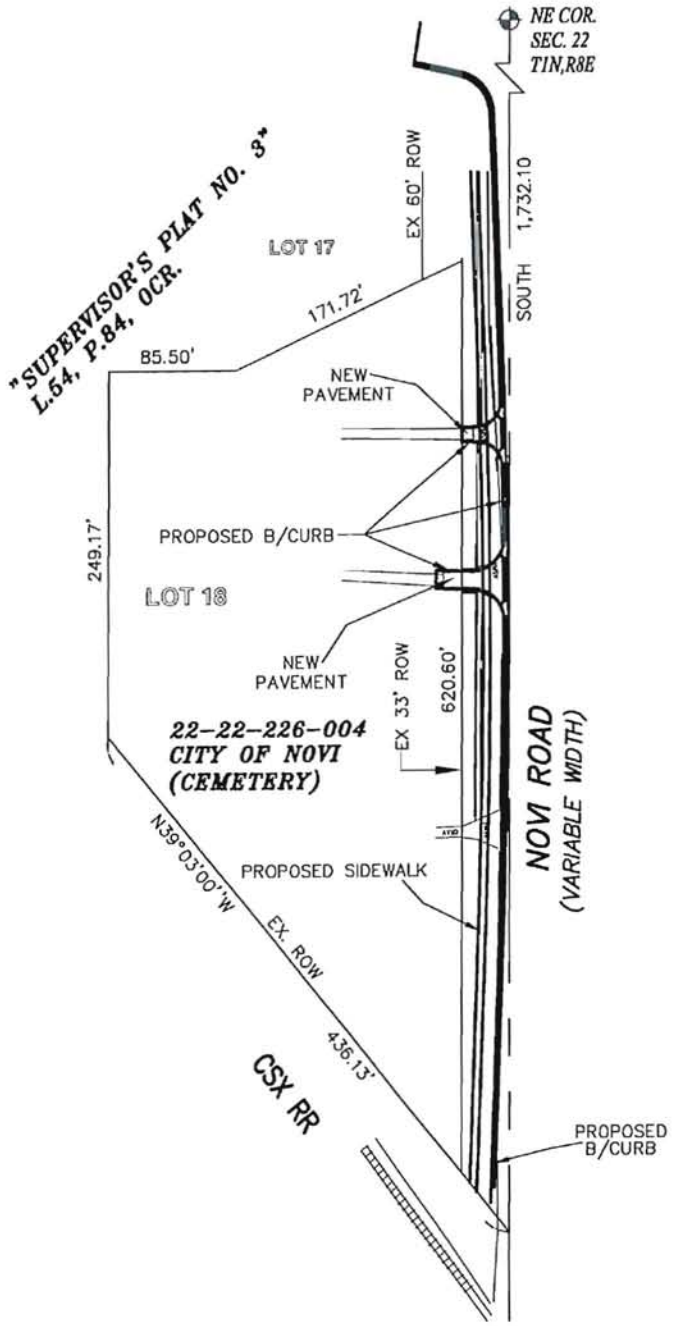 NE COR.
SEC. 22
T1N,R8E
"SUPERVISOR'S PLAT NO. 3"
L.54, P.84, OCR.
EX 60' ROW
SOUTH 1,732.10
LOT 17
171.72'
85.50'
NEW
PAVEMENT
PROPOSED B/CURB
249.17'
LOT 18
NEW
PAVEMENT
EX 33' ROW
620.60'
22-22-226-004
CITY OF NOVI
(CEMETERY)
NOVI ROAD
(VARIABLE WIDTH)
N39°03'00"W
PROPOSED SIDEWALK
EX. ROW
436.13'
CSX RR
PROPOSED
B/CURB